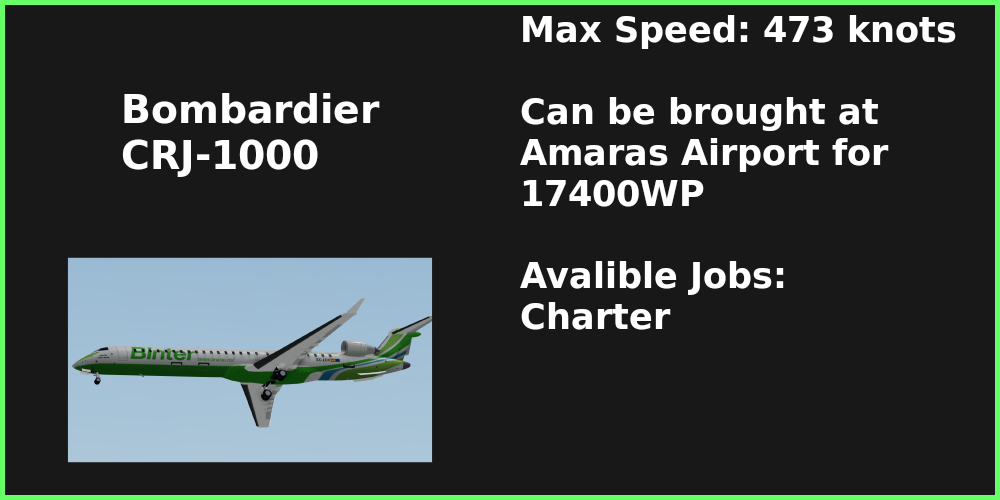 Bombardier
CRJ-1000
Max Speed: 473 knots
Can be brought at
Amaras Airport for
17400WP
Avalible Jobs:
Charter
Binter